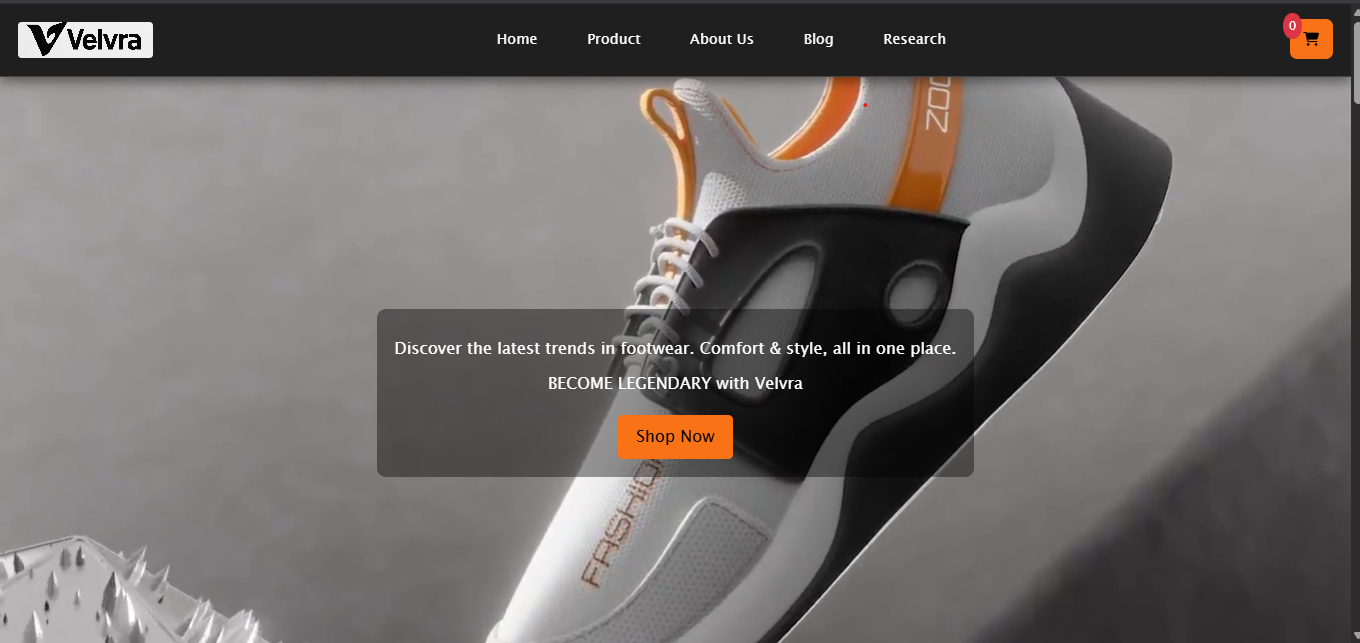 Velvra
Home
Product
About Us
Blog
Research
0
ZOO
Discover the latest trends in footwear. Comfort & style, all in one place.
BECOME LEGENDARY with Velvra
Shop Now
FASHION